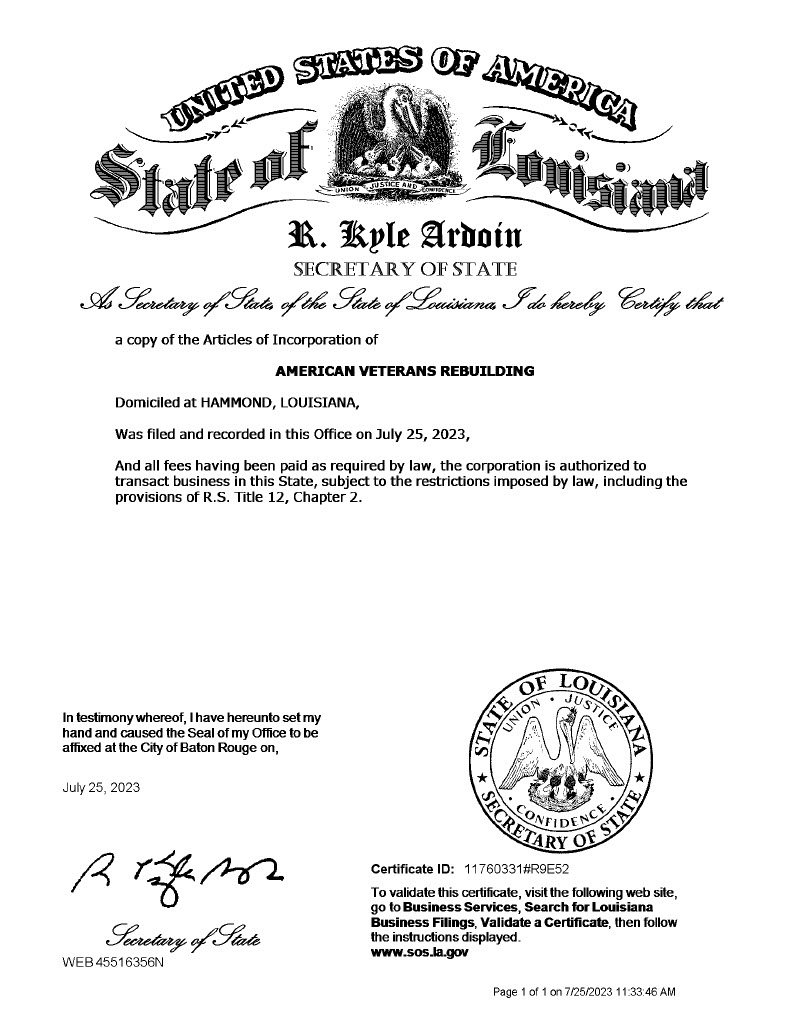 UNITED STATES OF AMERICA
State of Louisiana
UNION JUSTICE AND CONFIDENCE
R. Kyle Ardoin
SECRETARY OF STATE
As Secretary of State, of the State of Louisiana, I do hereby Certify that
a copy of the Articles of Incorporation of
AMERICAN VETERANS REBUILDING
Domiciled at HAMMOND, LOUISIANA,
Was filed and recorded in this Office on July 25, 2023,
And all fees having been paid as required by law, the corporation is authorized to
transact business in this State, subject to the restrictions imposed by law, including the
provisions of R.S. Title 12, Chapter 2.
In testimony whereof, I have hereunto set my
hand and caused the Seal of my Office to be
affixed at the City of Baton Rouge on,
July 25, 2023
STATE OF LOUISIANA
UNION • JUSTICE
• CONFIDENCE •
★ SECRETARY OF STATE ★
Secretary of State
WEB 45516356N
Certificate ID: 11760331#R9E52
To validate this certificate, visit the following web site,
go to Business Services, Search for Louisiana
Business Filings, Validate a Certificate, then follow
the instructions displayed.
www.sos.la.gov
Page 1 of 1 on 7/25/2023 11:33:46 AM